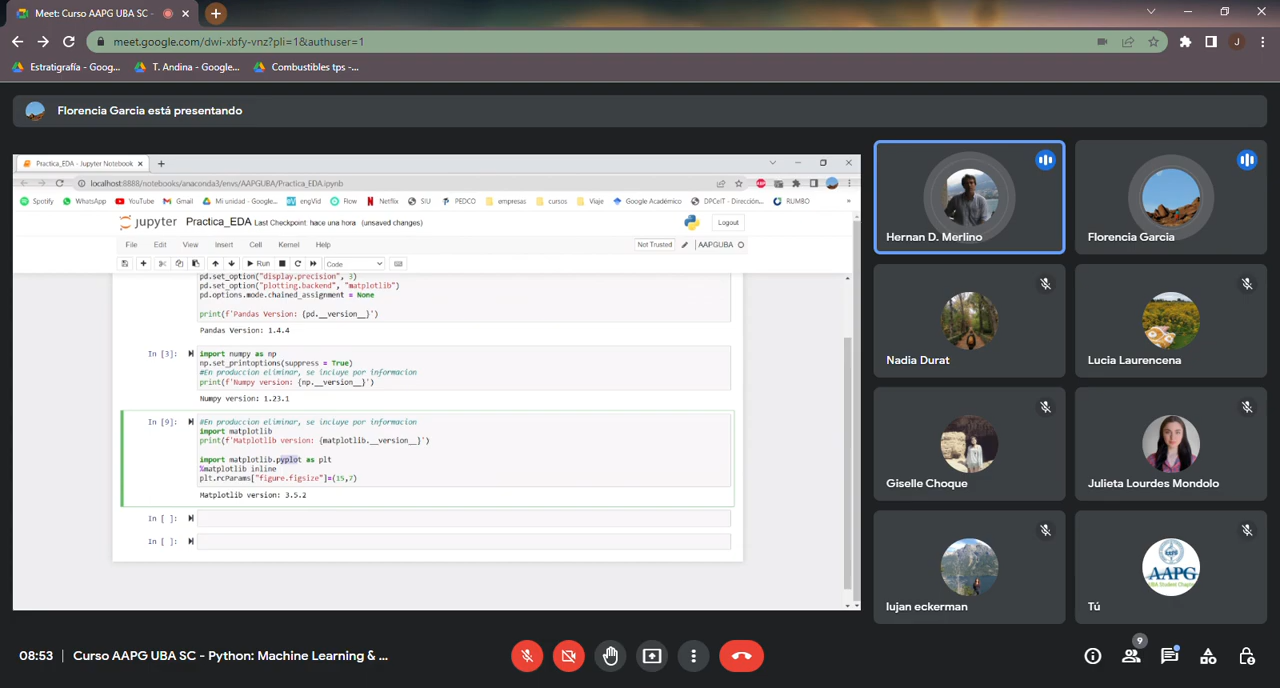 Meet: Curso AAPG UBA SC -
meet.google.com/dwi-xbfy-vnz?pli=1&authuser=1
J
Estratigrafía - Goog...
T. Andina - Google...
Combustibles tps -...
Florencia Garcia está presentando
Practica_EDA - Jupyter Notebook
localhost:8888/notebooks/anaconda3/envs/AAPGUBA/Practica_EDA.ipynb
Spotify WhatsApp YouTube Gmail Mi unidad - Google... engVid Flow Netflix SIU PEDCO empresas cursos Viaje Google Académico DPCeIT - Dirección... RUMBO »
jupyter Practica_EDA Last Checkpoint hace una hora (unsaved changes) Logout
File Edit View Insert Cell Kernel Help Not Trusted AAPGUBA
Run Code
pd.set_option("display.precision", 3)
pd.set_option("plotting.backend", "matplotlib")
pd.options.mode.chained_assignment = None
print(f'Pandas Version: {pd.__version__}')
Pandas Version: 1.4.4
In [3]: import numpy as np
np.set_printoptions(suppress = True)
#En produccion eliminar, se incluye por informacion
print(f'Numpy version: {np.__version__}')
Numpy version: 1.23.1
In [9]: #En produccion eliminar, se incluye por informacion
import matplotlib
print(f'Matplotlib version: {matplotlib.__version__}')
import matplotlib.pyplot as plt
%matplotlib inline
plt.rcParams["figure.figsize"]=(15,7)
Matplotlib version: 3.5.2
In [ ]:
In [ ]:
Hernan D. Merlino
Florencia Garcia
Nadia Durat
Lucia Laurencena
Giselle Choque
Julieta Lourdes Mondolo
lujan eckerman
AAPG
UBA Student Chapter
Tú
08:53 | Curso AAPG UBA SC - Python: Machine Learning & ...
9